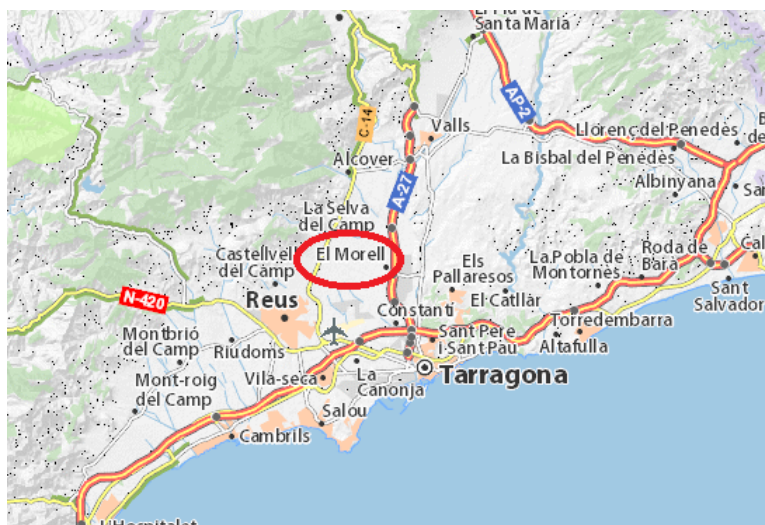 El Pla de
Santa Maria
AP-2
C-14
Valls
Llorenç del Penedès
La Bisbal del Penedès
Alcover
A-27
Albinyana
La Selva
del Camp
El Morell
Castellvell
del Camp
Els
Pallaresos
La Pobla de
Montornès
Roda de
Barà
N-420
Reus
El Catllar
Sant
Salvador
Constantí
Montbrió
del Camp
Riudoms
Sant Pere
i Sant Pau
Torredembarra
Altafulla
Mont-roig
del Camp
Vila-seca
La
Canonja
Tarragona
Salou
Cambrils